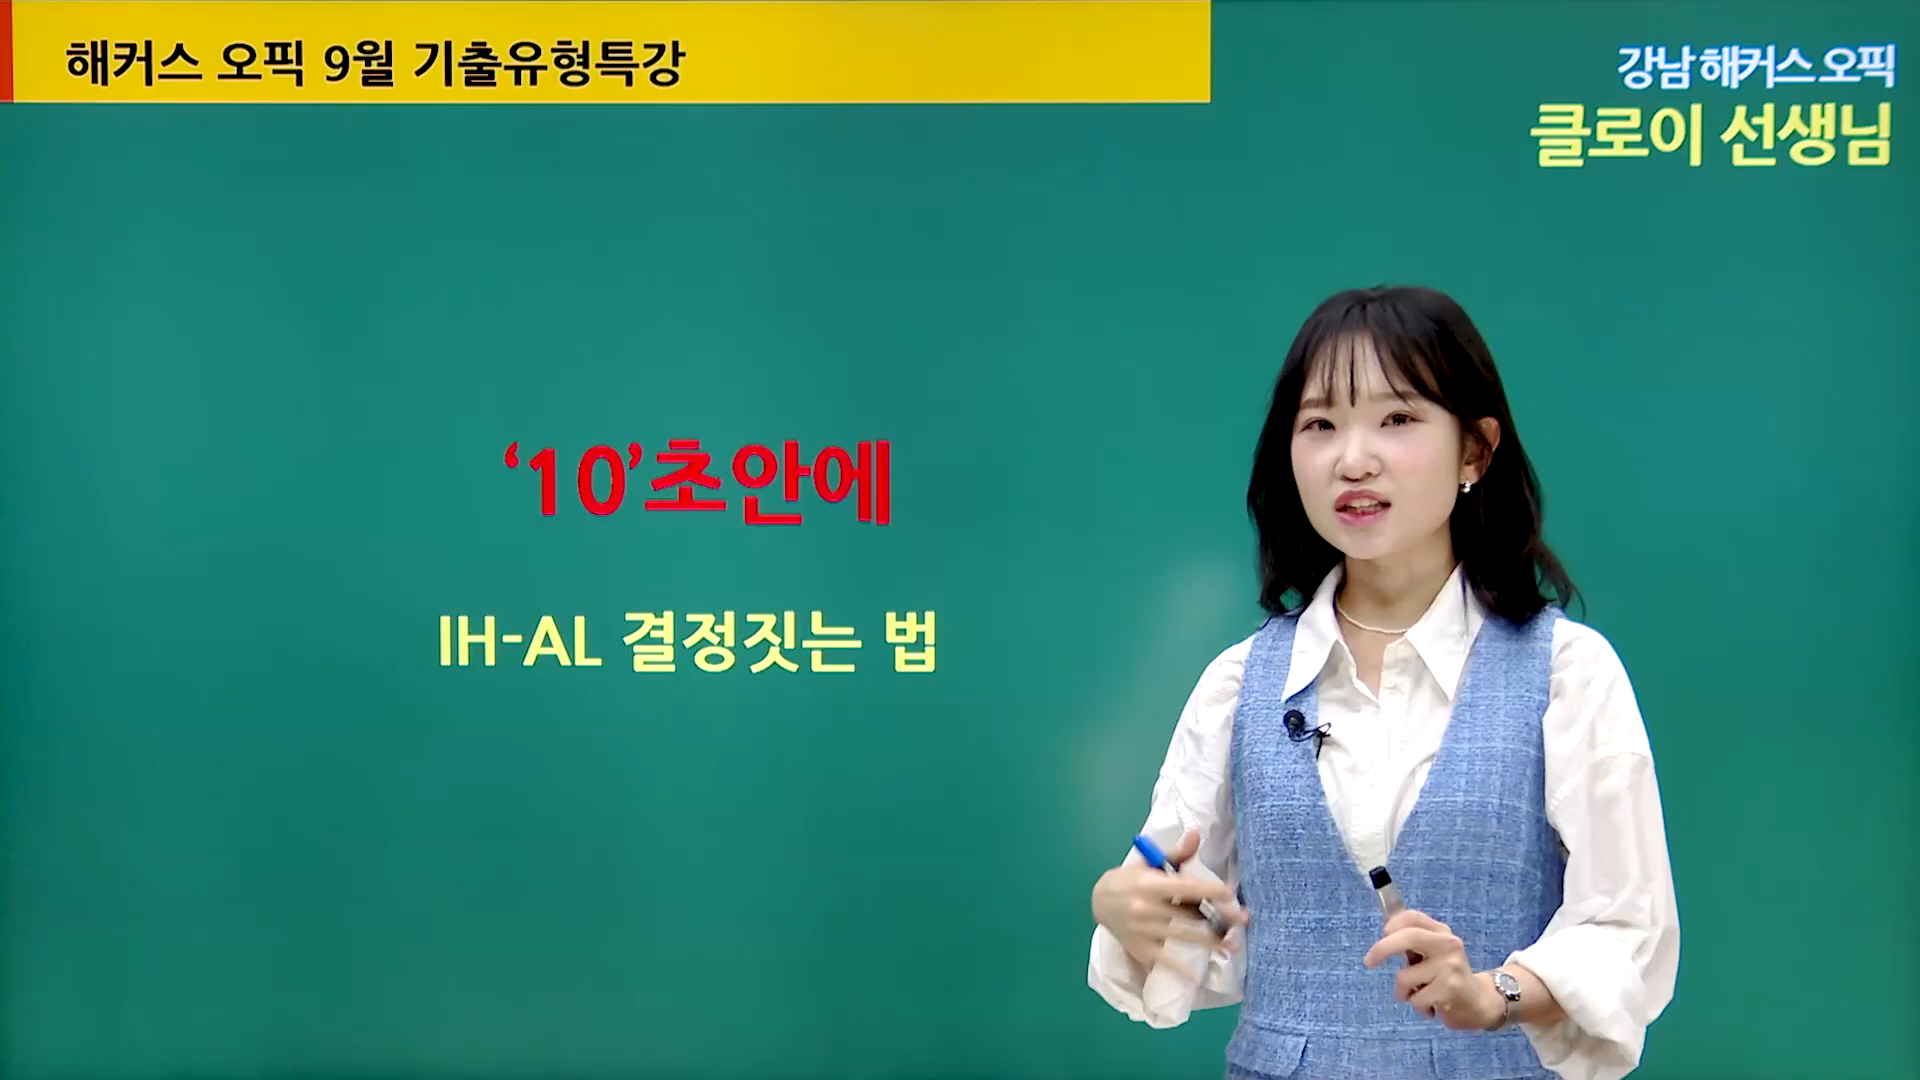 해커스 오픽 9월 기출유형특강
강남 해커스 오픽
클로이 선생님
‘10’초안에
IH-AL 결정짓는 법